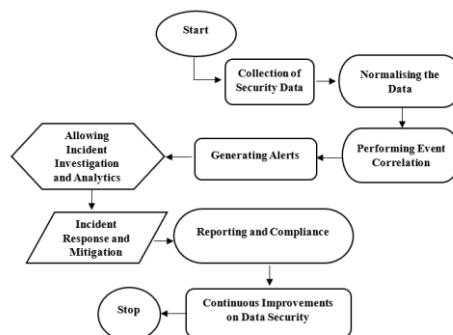 Start
Collection of
Security Data
Normalising the
Data
Performing Event
Correlation
Generating Alerts
Allowing
Incident
Investigation
and Analytics
Incident
Response and
Mitigation
Reporting and Compliance
Continuous Improvements
on Data Security
Stop